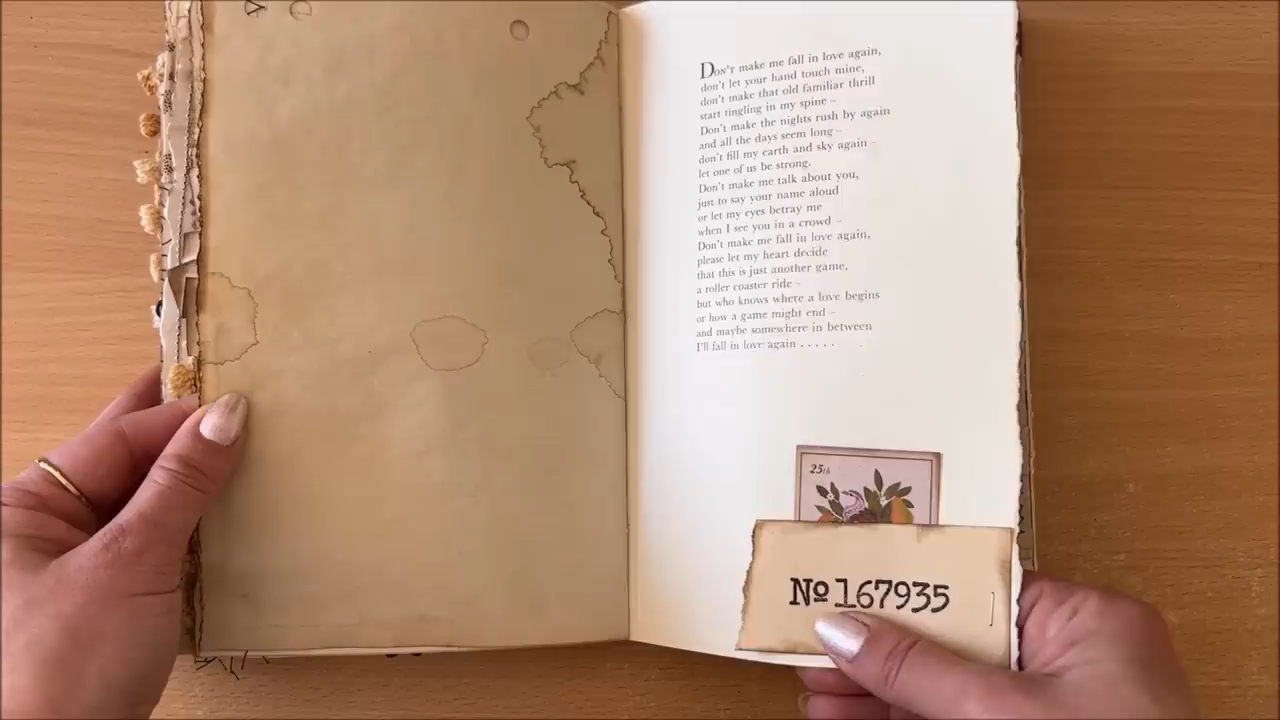 DON'T make me fall in love again,
don't let your hand touch mine,
don't make that old familiar thrill
start tingling in my spine –
Don't make the nights rush by again
and all the days seem long –
don't fill my earth and sky again –
let one of us be strong.
Don't make me talk about you,
just to say your name aloud
or let my eyes betray me
when I see you in a crowd –
Don't make me fall in love again,
please let my heart decide
that this is just another game,
a roller coaster ride –
but who knows where a love begins
or how a game might end –
and maybe somewhere in between
I'll fall in love again . . . . .
25th
Nº 167935